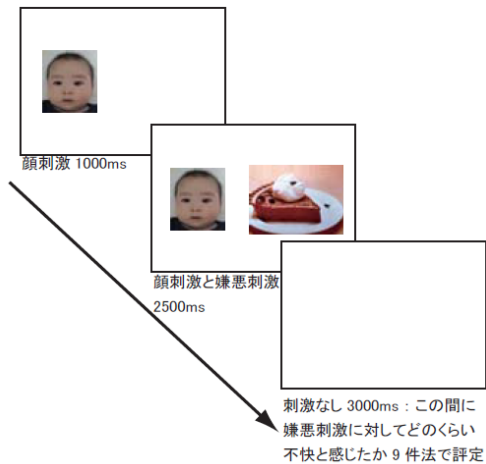 顔刺激 1000ms
顔刺激と嫌悪刺激
2500ms
刺激なし 3000ms : この間に
嫌悪刺激に対してどのくらい
不快と感じたか 9 件法で評定